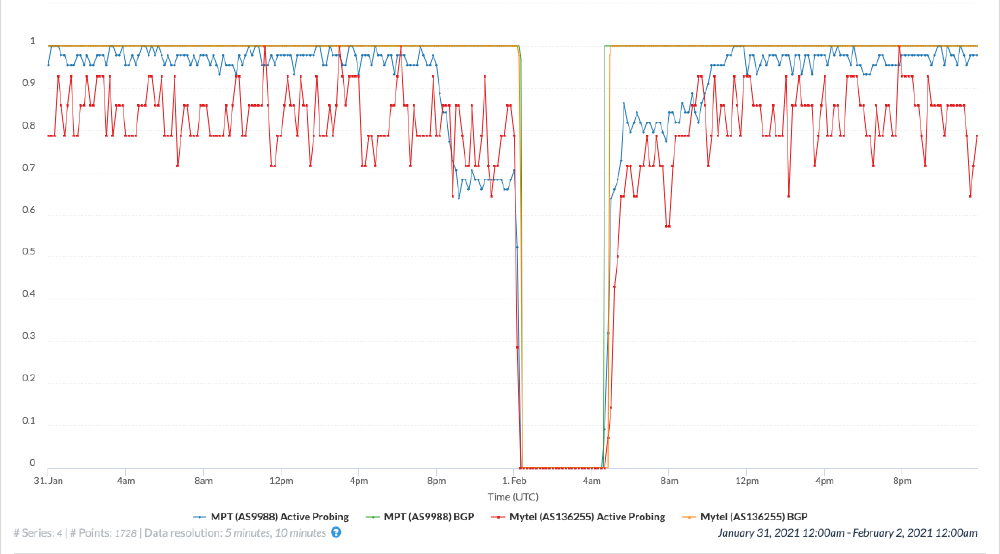 1
0.9
0.8
0.7
0.6
0.5
0.4
0.3
0.2
0.1
0
31. Jan 4am 8am 12pm 4pm 8pm 1. Feb 4am 8am 12pm 4pm 8pm
Time (UTC)
MPT (AS9988) Active Probing MPT (AS9988) BGP Mytel (AS136255) Active Probing Mytel (AS136255) BGP
# Series: 4 | # Points: 1728 | Data resolution: 5 minutes, 10 minutes ? January 31, 2021 12:00am - February 2, 2021 12:00am